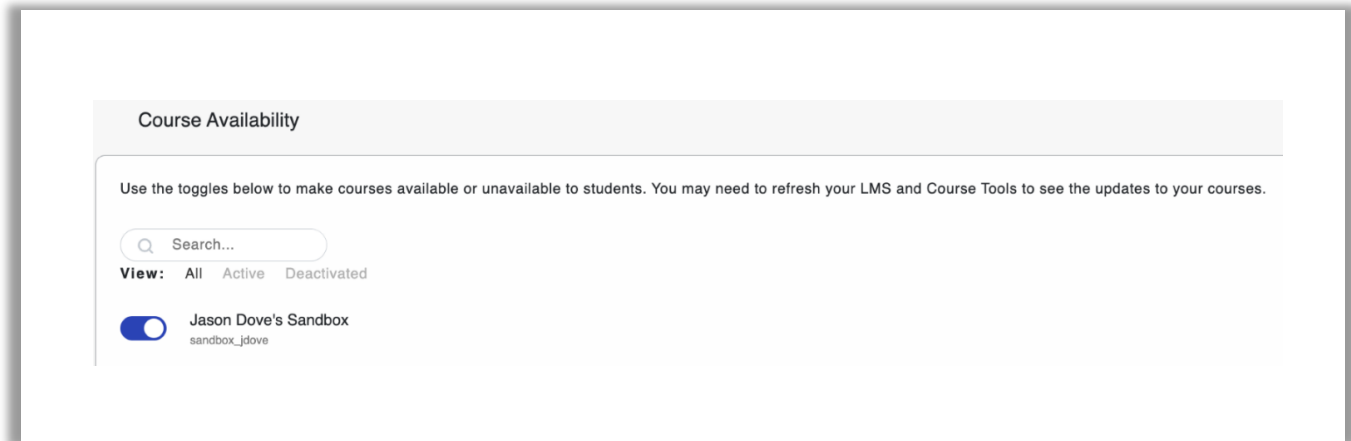 Course Availability
Use the toggles below to make courses available or unavailable to students. You may need to refresh your LMS and Course Tools to see the updates to your courses.
Search...
View: All Active Deactivated
Jason Dove's Sandbox
sandbox_jdove